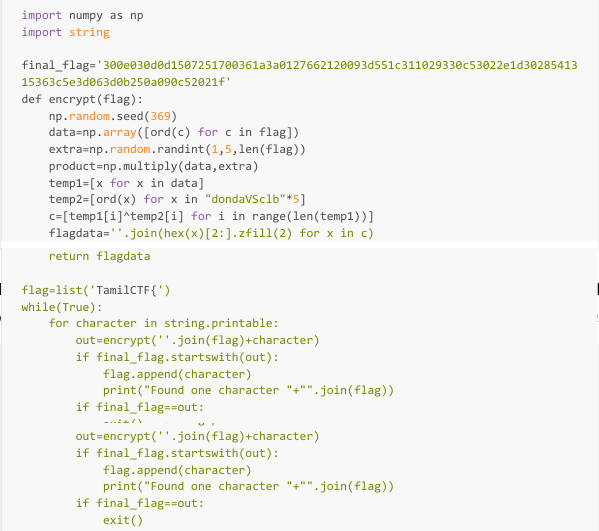 import numpy as np
import string
final_flag='300e030d0d1507251700361a3a0127662120093d551c311029330c53022e1d30285413
15363c5e3d063d0b250a090c52021f'
def encrypt(flag):
    np.random.seed(369)
    data=np.array([ord(c) for c in flag])
    extra=np.random.randint(1,5,len(flag))
    product=np.multiply(data,extra)
    temp1=[x for x in data]
    temp2=[ord(x) for x in "dondaVSclb"*5]
    c=[temp1[i]^temp2[i] for i in range(len(temp1))]
    flagdata=''.join(hex(x)[2:].zfill(2) for x in c)
    return flagdata
flag=list('TamilCTF{')
while(True):
    for character in string.printable:
        out=encrypt(''.join(flag)+character)
        if final_flag.startswith(out):
            flag.append(character)
            print("Found one character "+"".join(flag))
        if final_flag==out:
        out=encrypt(''.join(flag)+character)
        if final_flag.startswith(out):
            flag.append(character)
            print("Found one character "+"".join(flag))
        if final_flag==out:
            exit()